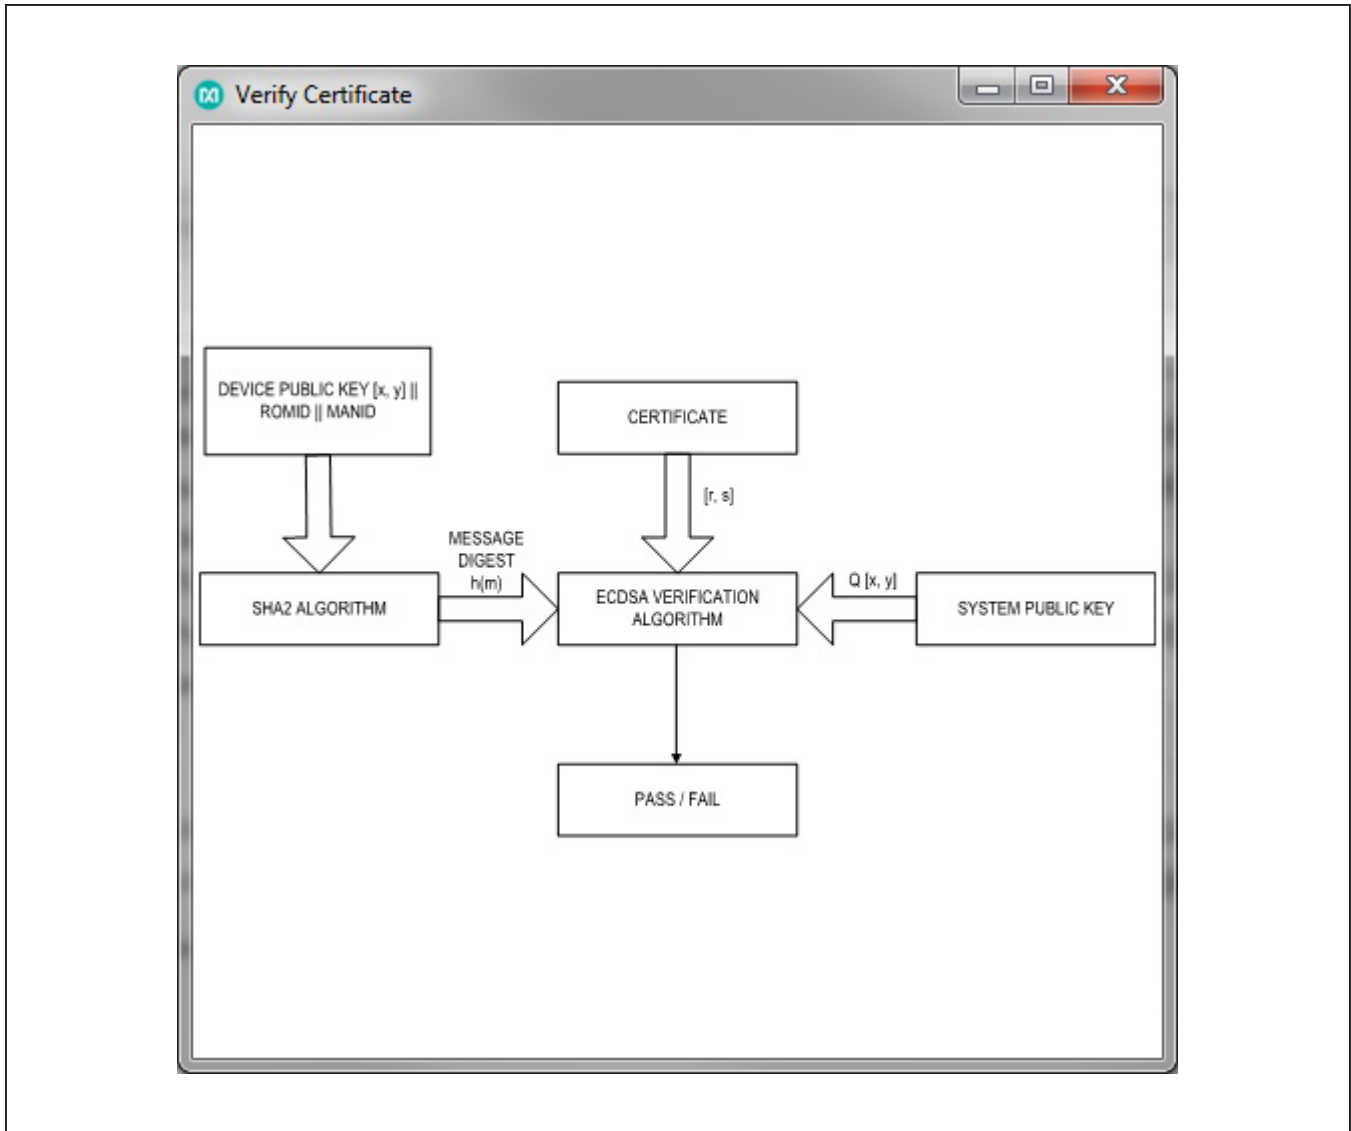 Verify Certificate
DEVICE PUBLIC KEY [x, y] ||
ROMID || MANID
CERTIFICATE
[r, s]
MESSAGE
DIGEST
h(m)
Q [x, y]
SHA2 ALGORITHM
ECDSA VERIFICATION
ALGORITHM
SYSTEM PUBLIC KEY
PASS / FAIL